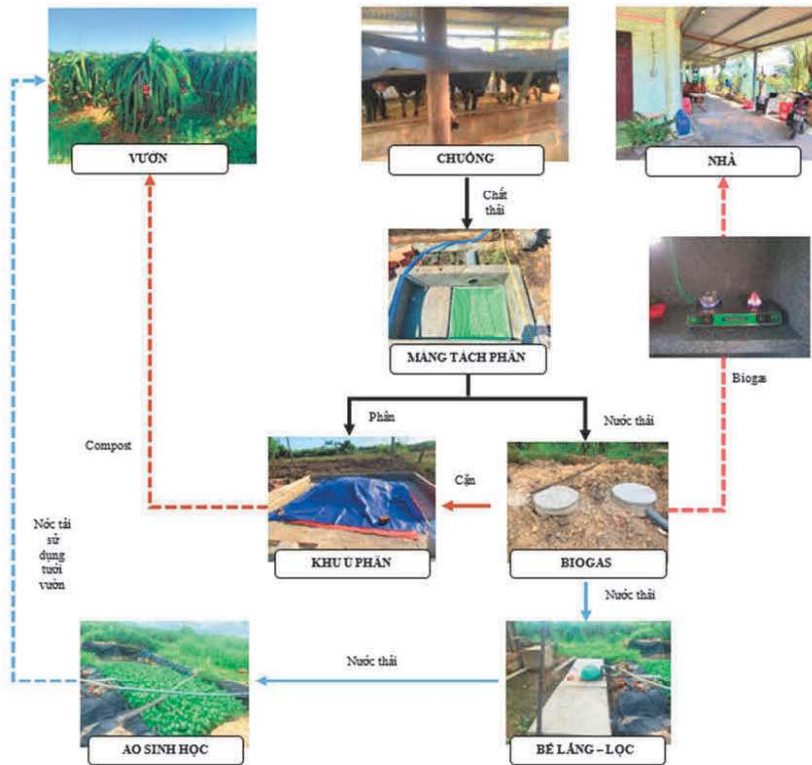 VƯỜN
CHUỒNG
NHÀ
Chất
thải
MÁNG TÁCH PHÂN
Biogas
Phân
Nước thải
Compost
Cặn
KHU Ủ PHÂN
BIOGAS
Nóc tái
sử
dụng
tưới
vườn
Nước thải
Nước thải
AO SINH HỌC
BỂ LẮNG – LỌC